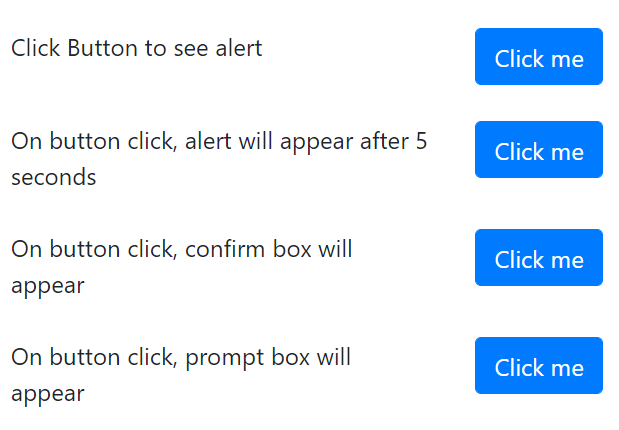 Click Button to see alert
Click me
On button click, alert will appear after 5
seconds
Click me
On button click, confirm box will
appear
Click me
On button click, prompt box will
appear
Click me